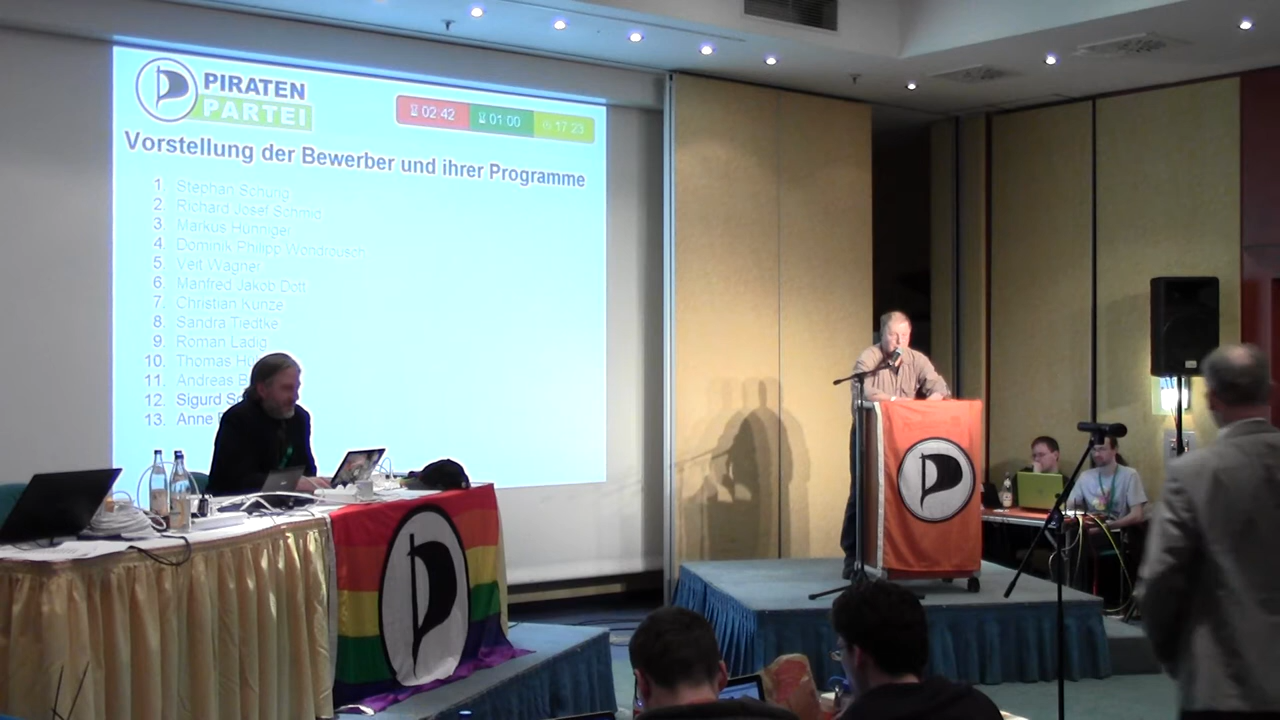 PIRATEN
PARTEI
02:42 01:00 17:23
Vorstellung der Bewerber und ihrer Programme
1. Stephan Schurig
2. Richard Josef Schmid
3. Markus Hünniger
4. Dominik Philipp Wondrousch
5. Veit Wagner
6. Manfred Jakob Dott
7. Christian Kunze
8. Sandra Tiedtke
9. Roman Ladig
10. Thomas
11. Andreas
12. Sigurd
13. Anne